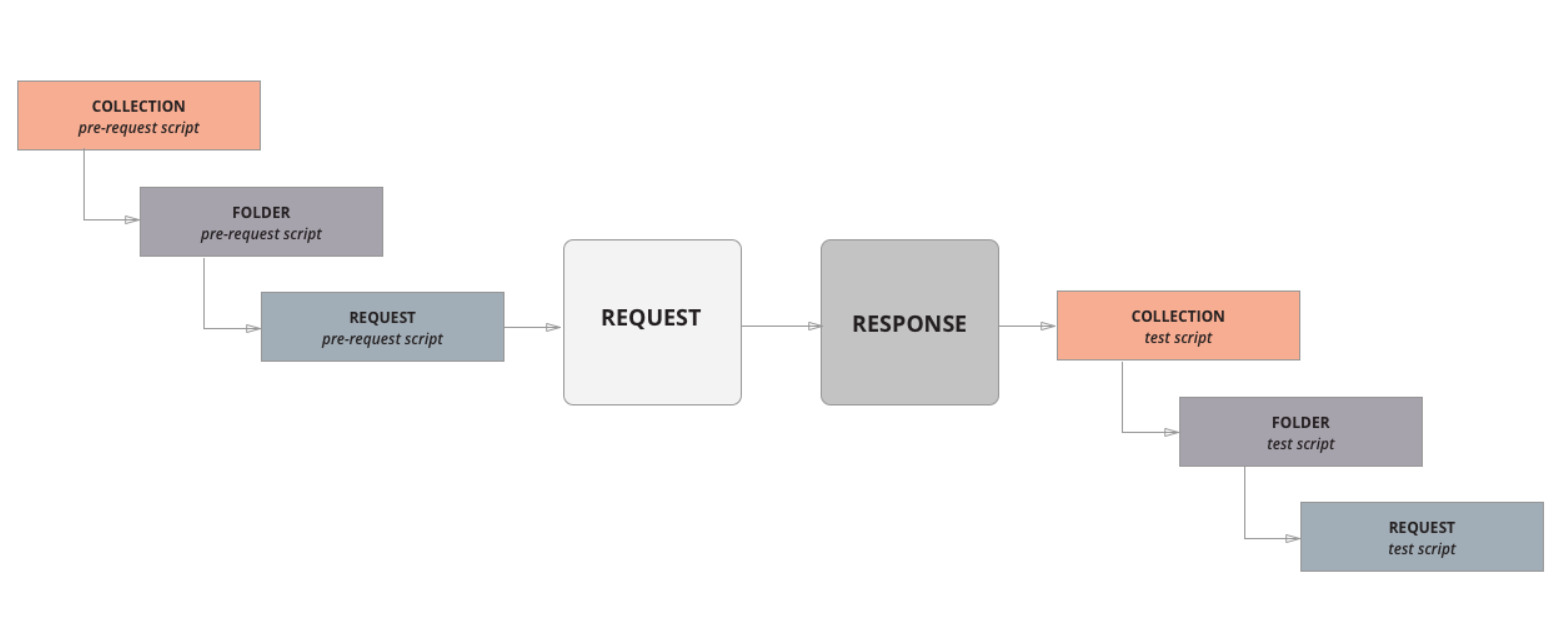 COLLECTION
pre-request script
FOLDER
pre-request script
REQUEST
pre-request script
REQUEST
RESPONSE
COLLECTION
test script
FOLDER
test script
REQUEST
test script